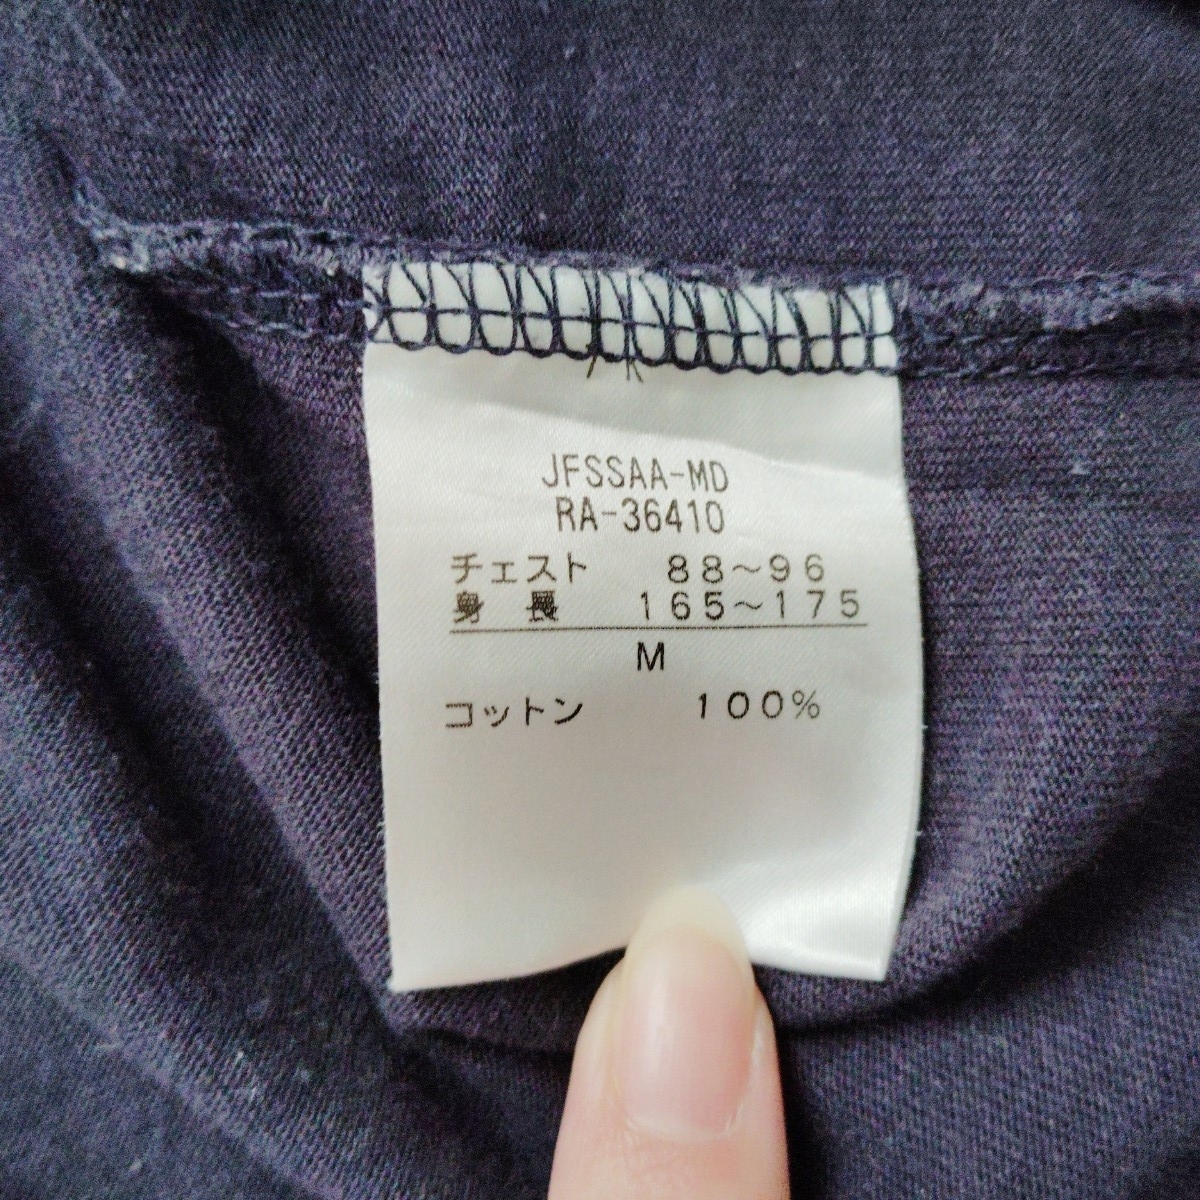 JFSSAA-MD
RA-36410
チェスト 88～96
身 長 165～175
M
コットン 100%